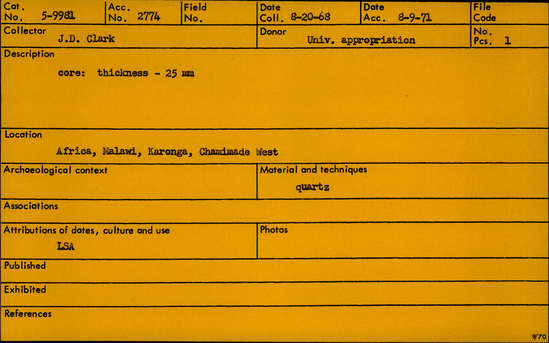 Cat. No. 5-9981 Acc. No. 2774 Field No. Date Coll. 8-20-68 Date Acc. 8-9-71 File Code
Collector J.D. Clark Donor Univ. appropriation No. Pcs. 1
Description
core: thickness - 25 mm
Location
Africa, Malawi, Karonga, Chamimade West
Archaeological context Material and techniques
quartz
Associations
Attributions of dates, culture and use Photos
LSA
Published
Exhibited
References
9/70